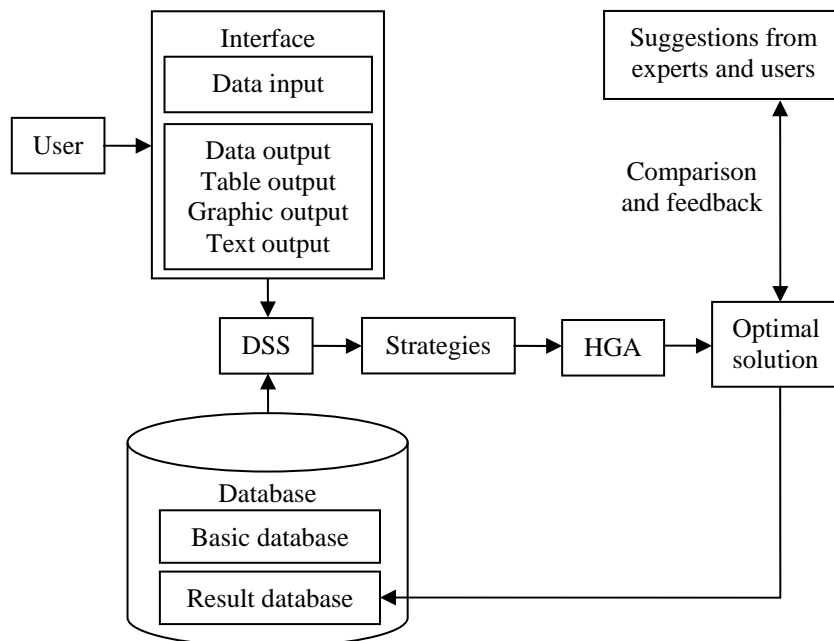 Interface
Data input
User
Data output
Table output
Graphic output
Text output
Suggestions from
experts and users
Comparison
and feedback
DSS
Strategies
HGA
Optimal
solution
Database
Basic database
Result database